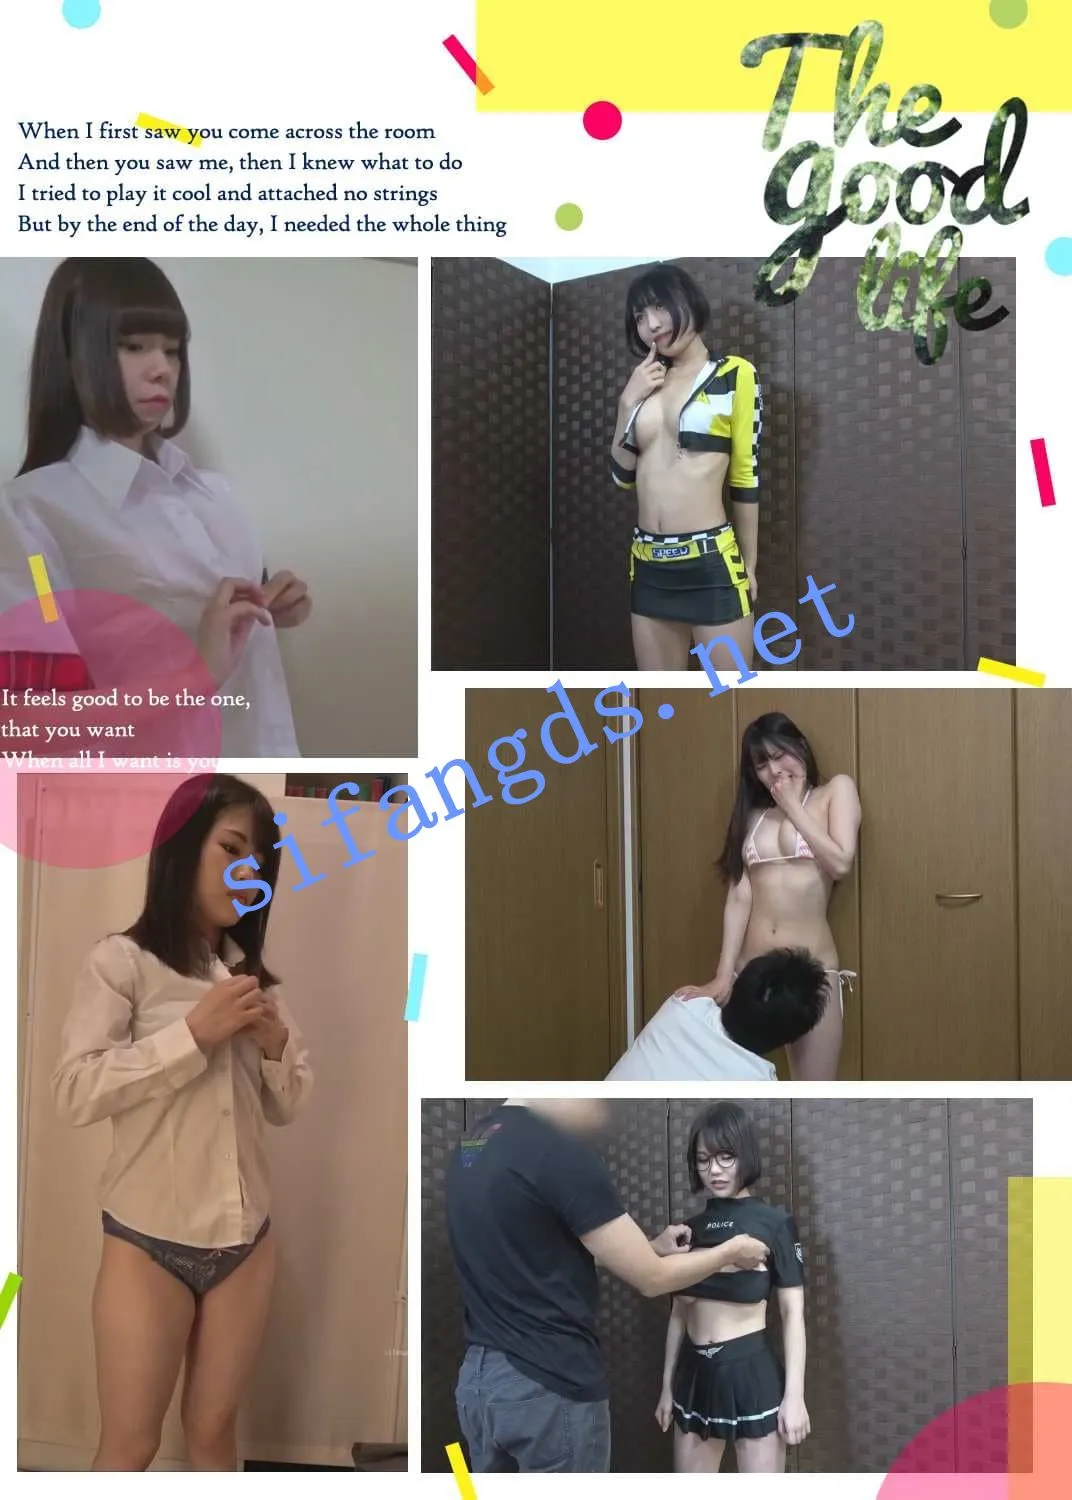 The
good
life
When I first saw you come across the room
And then you saw me, then I knew what to do
I tried to play it cool and attached no strings
But by the end of the day, I needed the whole thing
SPEED
It feels good to be the one,
that you want
When all I want is you
sifangds.net
POLICE